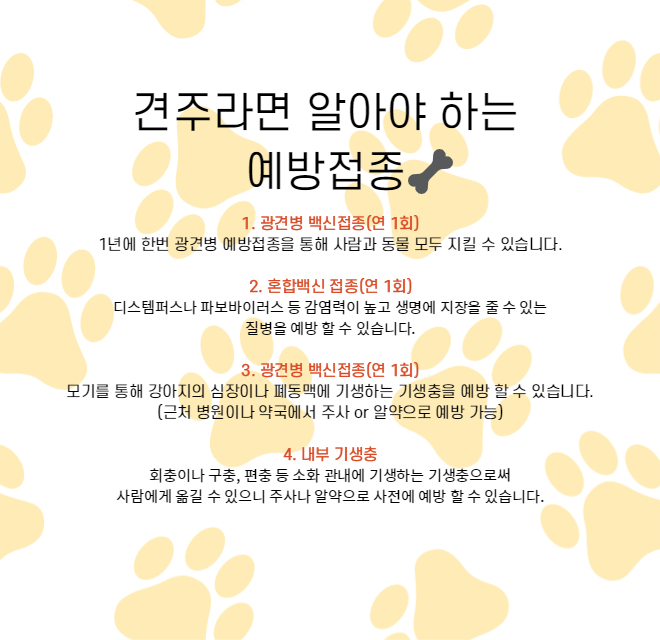 견주라면 알아야 하는
예방접종
1. 광견병 백신접종(연 1회)
1년에 한번 광견병 예방접종을 통해 사람과 동물 모두 지킬 수 있습니다.
2. 혼합백신 접종(연 1회)
디스템퍼스나 파보바이러스 등 감염력이 높고 생명에 지장을 줄 수 있는
질병을 예방 할 수 있습니다.
3. 광견병 백신접종(연 1회)
모기를 통해 강아지의 심장이나 폐동맥에 기생하는 기생충을 예방 할 수 있습니다.
(근처 병원이나 약국에서 주사 or 알약으로 예방 가능)
4. 내부 기생충
회충이나 구충, 편충 등 소화 관내에 기생하는 기생충으로써
사람에게 옮길 수 있으니 주사나 알약으로 사전에 예방 할 수 있습니다.